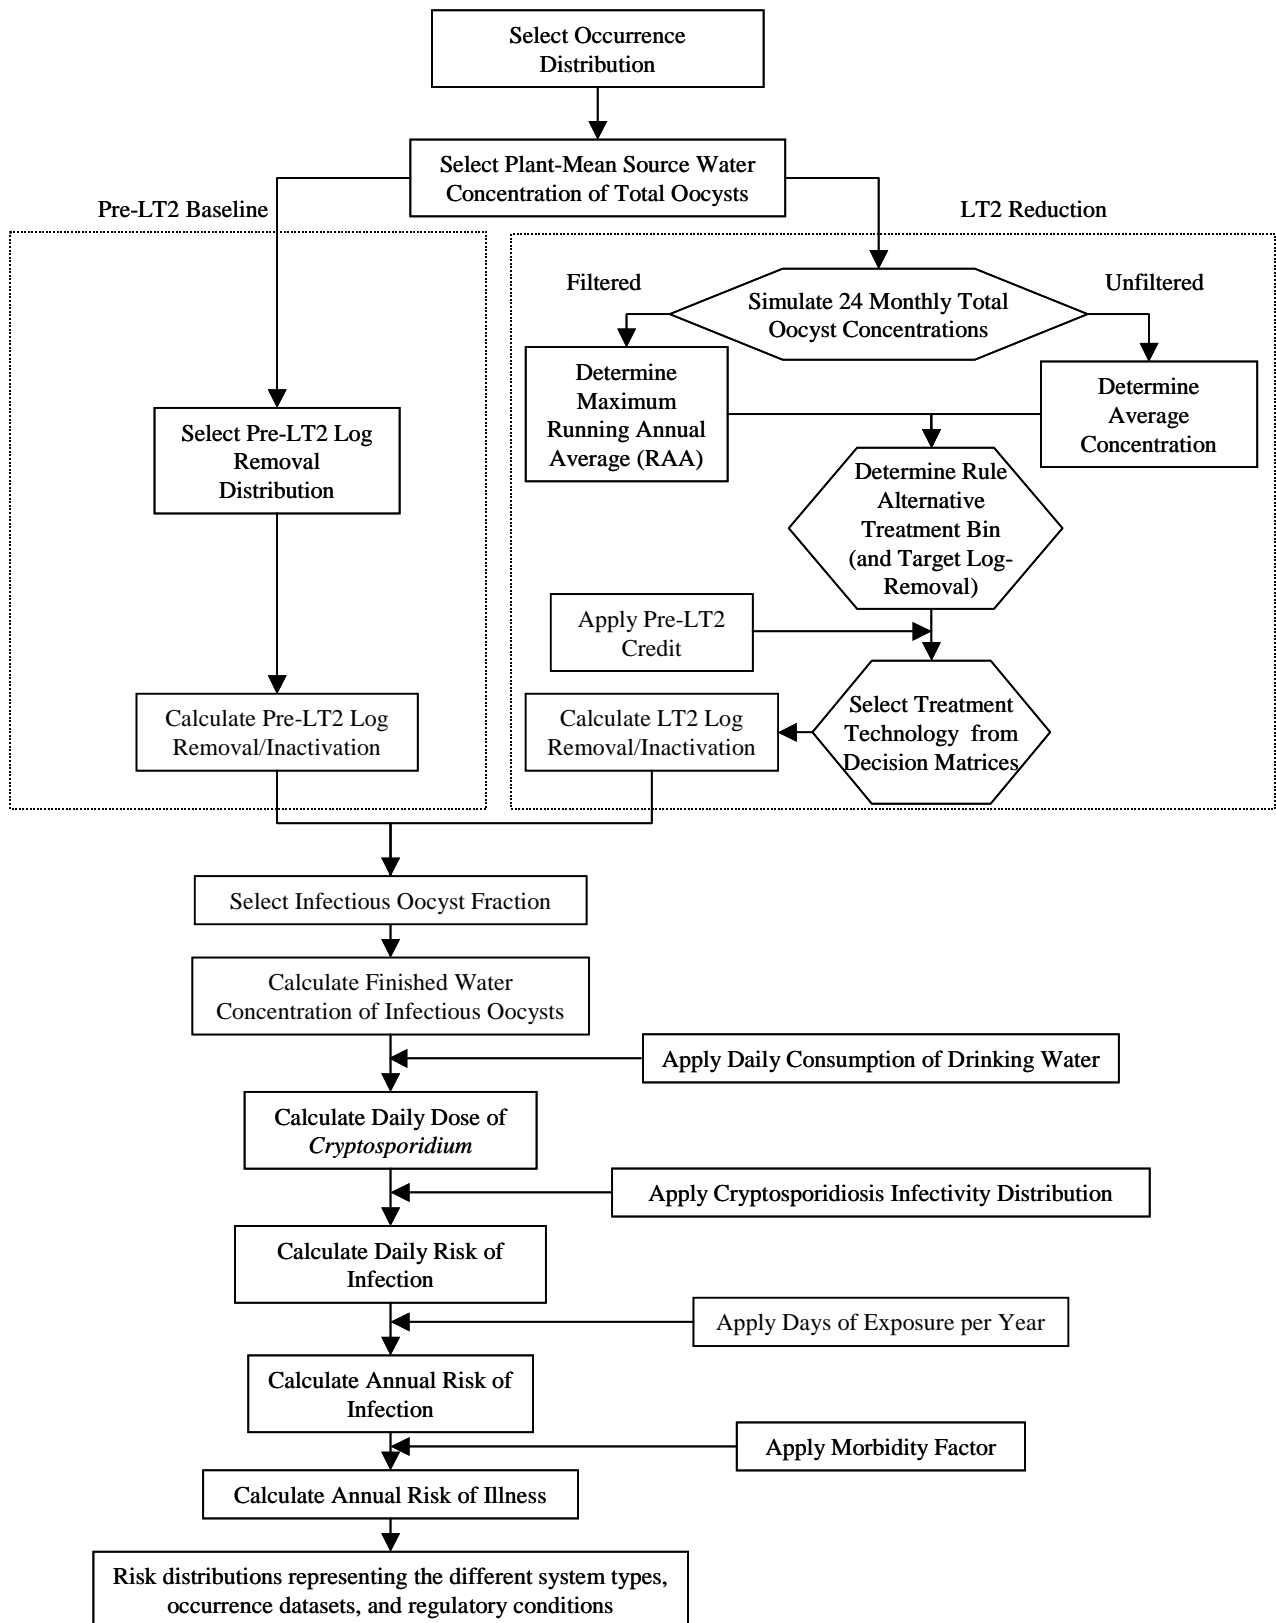 Select Occurrence
Distribution
Select Plant-Mean Source Water
Concentration of Total Oocysts
Pre-LT2 Baseline
LT2 Reduction
Filtered
Unfiltered
Simulate 24 Monthly Total
Oocyst Concentrations
Determine
Maximum
Running Annual
Average (RAA)
Determine
Average
Concentration
Select Pre-LT2 Log
Removal
Distribution
Determine Rule
Alternative
Treatment Bin
(and Target Log-
Removal)
Apply Pre-LT2
Credit
Select Treatment
Technology from
Decision Matrices
Calculate Pre-LT2 Log
Removal/Inactivation
Calculate LT2 Log
Removal/Inactivation
Select Infectious Oocyst Fraction
Calculate Finished Water
Concentration of Infectious Oocysts
Apply Daily Consumption of Drinking Water
Calculate Daily Dose of
Cryptosporidium
Apply Cryptosporidiosis Infectivity Distribution
Calculate Daily Risk of
Infection
Apply Days of Exposure per Year
Calculate Annual Risk of
Infection
Apply Morbidity Factor
Calculate Annual Risk of Illness
Risk distributions representing the different system types,
occurrence datasets, and regulatory conditions